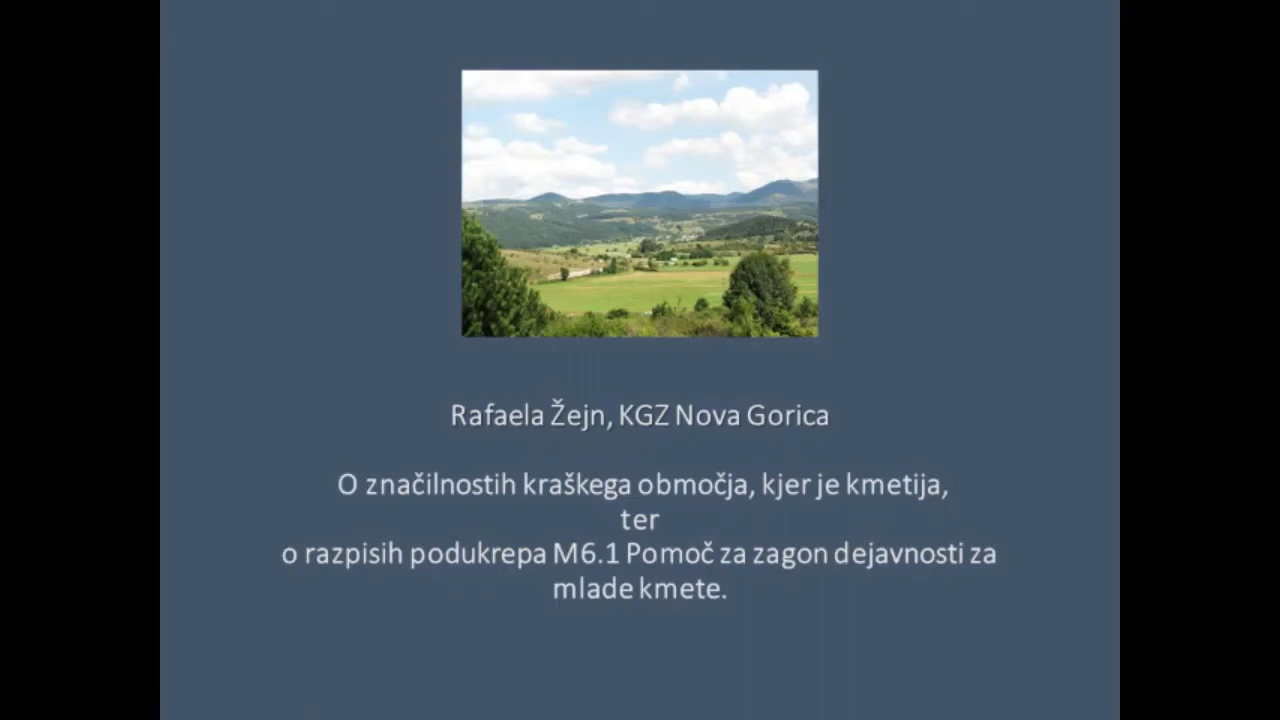 Rafaela Žejn, KGZ Nova Gorica
O značilnostih kraškega območja, kjer je kmetija,
ter
o razpisih podukrepa M6.1 Pomoč za zagon dejavnosti za
mlade kmete.